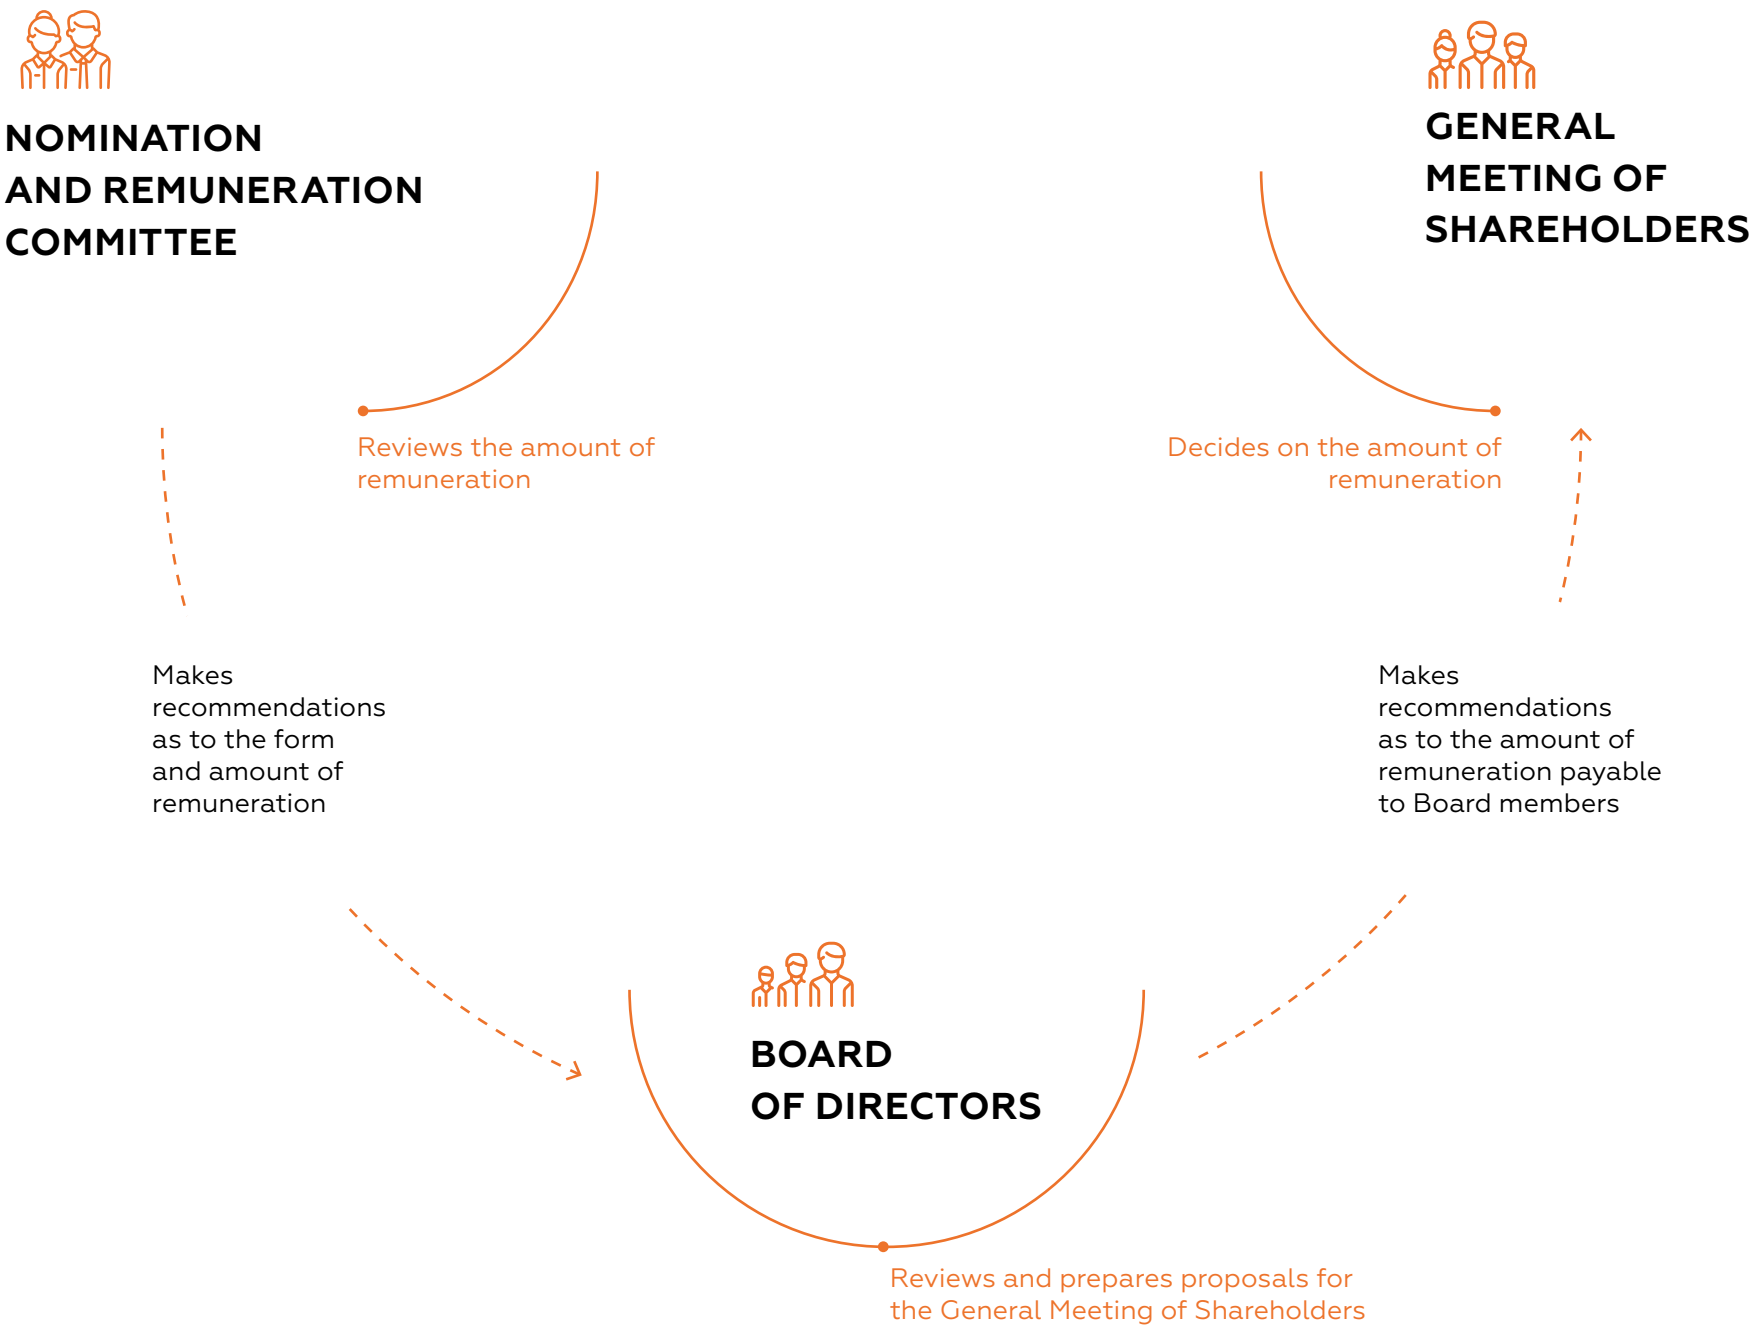 NOMINATION
AND REMUNERATION
COMMITTEE
GENERAL
MEETING OF
SHAREHOLDERS
Reviews the amount of
remuneration
Decides on the amount of
remuneration
Makes
recommendations
as to the form
and amount of
remuneration
Makes
recommendations
as to the amount of
remuneration payable
to Board members
BOARD
OF DIRECTORS
Reviews and prepares proposals for
the General Meeting of Shareholders